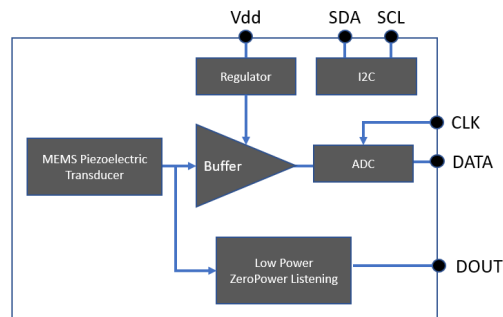 Vdd
SDA
SCL
Regulator
I2C
CLK
MEMS Piezoelectric
Transducer
Buffer
ADC
DATA
Low Power
ZeroPower Listening
DOUT